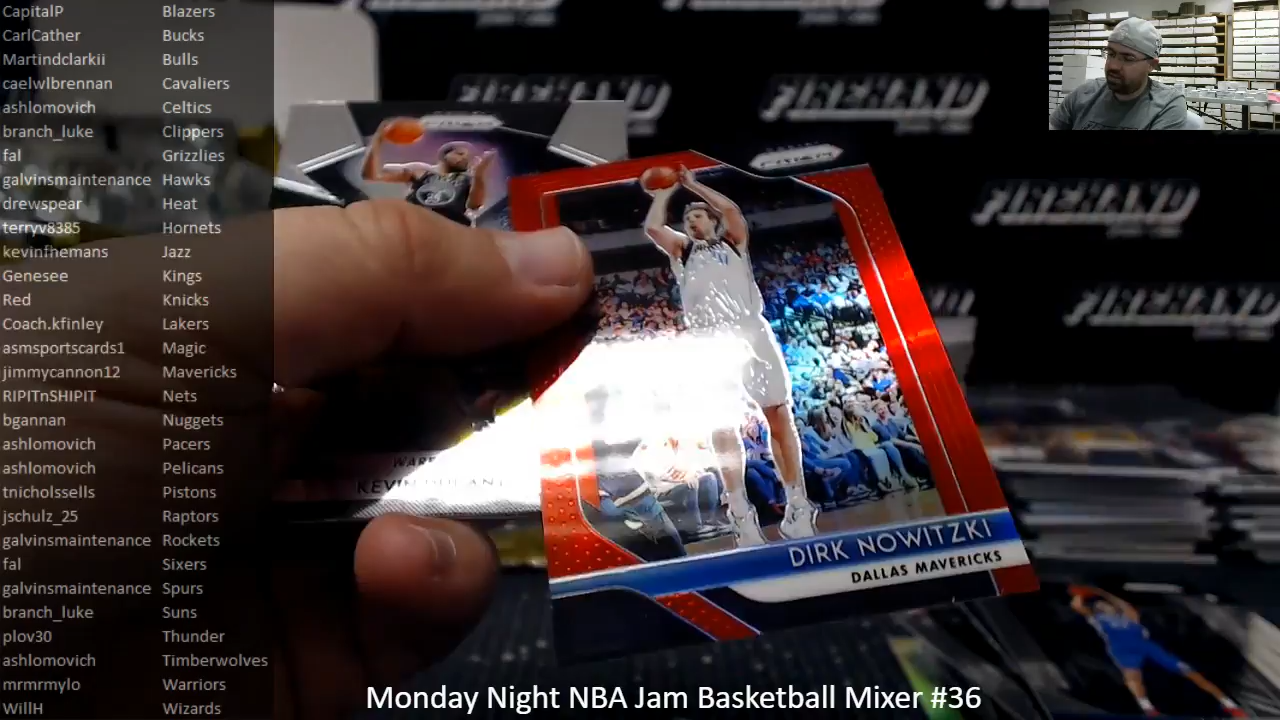 CapitalP Blazers
CarlCather Bucks
Martindclarkii Bulls
caelwlbrennan Cavaliers
ashlomovich Celtics
branch_luke Clippers
fal Grizzlies
galvinsmaintenance Hawks
drewspear Heat
terryv8385 Hornets
kevinfhemans Jazz
Genesee Kings
Red Knicks
Coach.kfinley Lakers
asmsportscards1 Magic
jimmycannon12 Mavericks
RIPITnSHIPIT Nets
bgannan Nuggets
ashlomovich Pacers
ashlomovich Pelicans
tnicholssells Pistons
jschulz_25 Raptors
galvinsmaintenance Rockets
fal Sixers
galvinsmaintenance Spurs
branch_luke Suns
plov30 Thunder
ashlomovich Timberwolves
mrmrmylo Warriors
WillH Wizards
PRIZM
KEVIN DURANT
DIRK NOWITZKI
DALLAS MAVERICKS
Monday Night NBA Jam Basketball Mixer #36